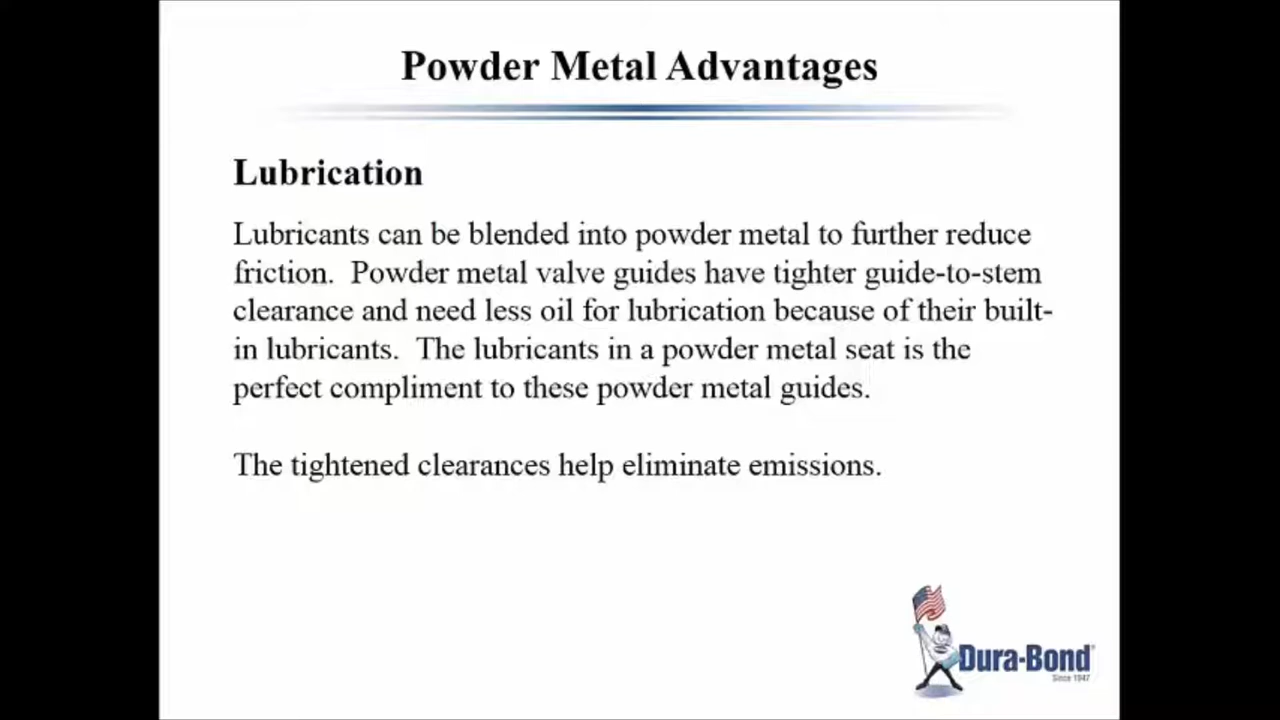 Powder Metal Advantages
Lubrication
Lubricants can be blended into powder metal to further reduce
friction.  Powder metal valve guides have tighter guide-to-stem
clearance and need less oil for lubrication because of their built-
in lubricants.  The lubricants in a powder metal seat is the
perfect compliment to these powder metal guides.
The tightened clearances help eliminate emissions.
Dura-Bond®
Since 1947